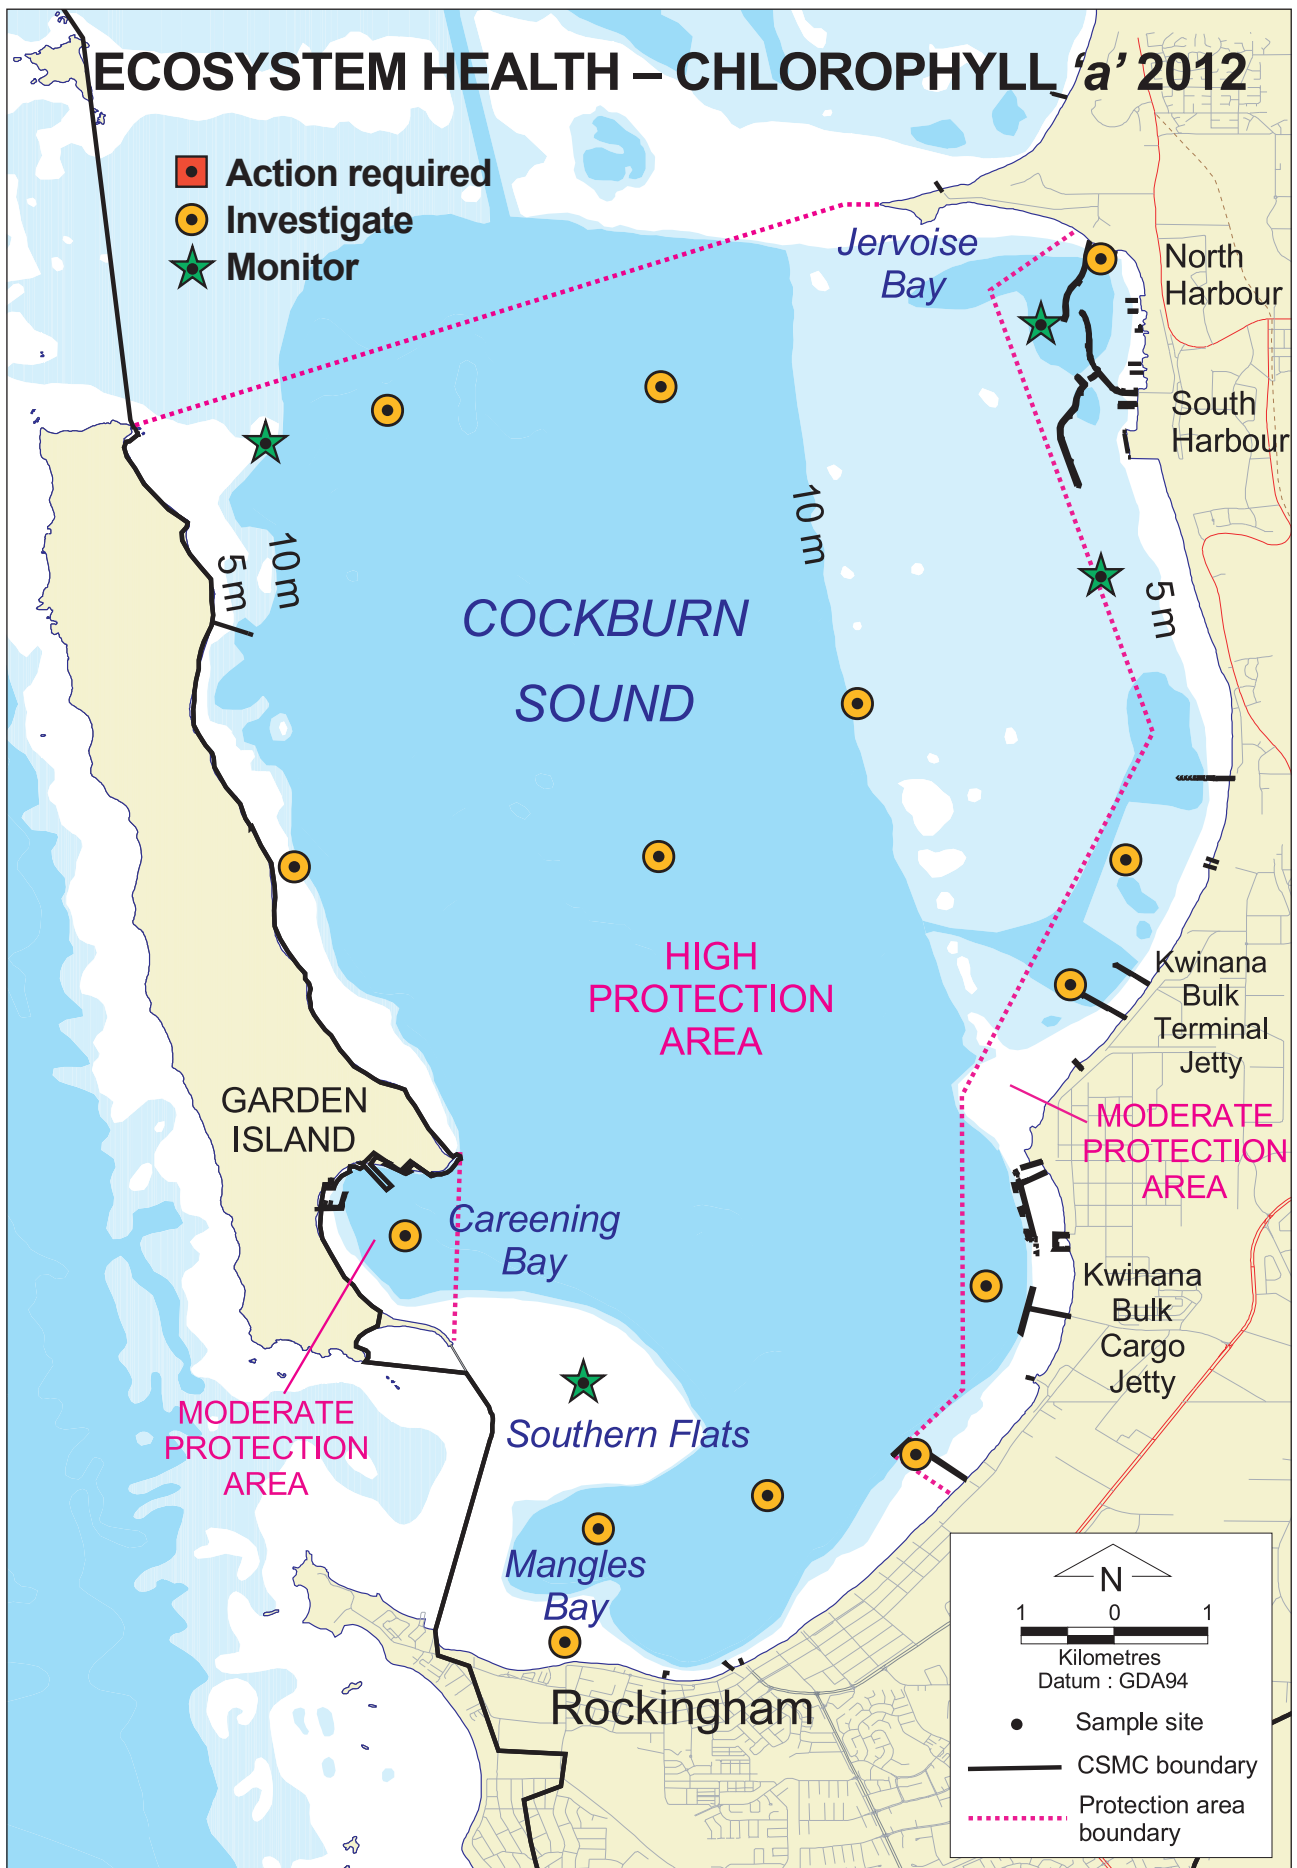 ECOSYSTEM HEALTH – CHLOROPHYLL ‘a’ 2012
Action required
Investigate
Monitor
Jervoise
Bay
North
Harbour
South
Harbour
10 m
5 m
10 m
5 m
COCKBURN
SOUND
HIGH
PROTECTION
AREA
Kwinana
Bulk
Terminal
Jetty
GARDEN
ISLAND
MODERATE
PROTECTION
AREA
Careening
Bay
Kwinana
Bulk
Cargo
Jetty
MODERATE
PROTECTION
AREA
Southern Flats
Mangles
Bay
Rockingham
N
1 0 1
Kilometres
Datum : GDA94
Sample site
CSMC boundary
Protection area
boundary